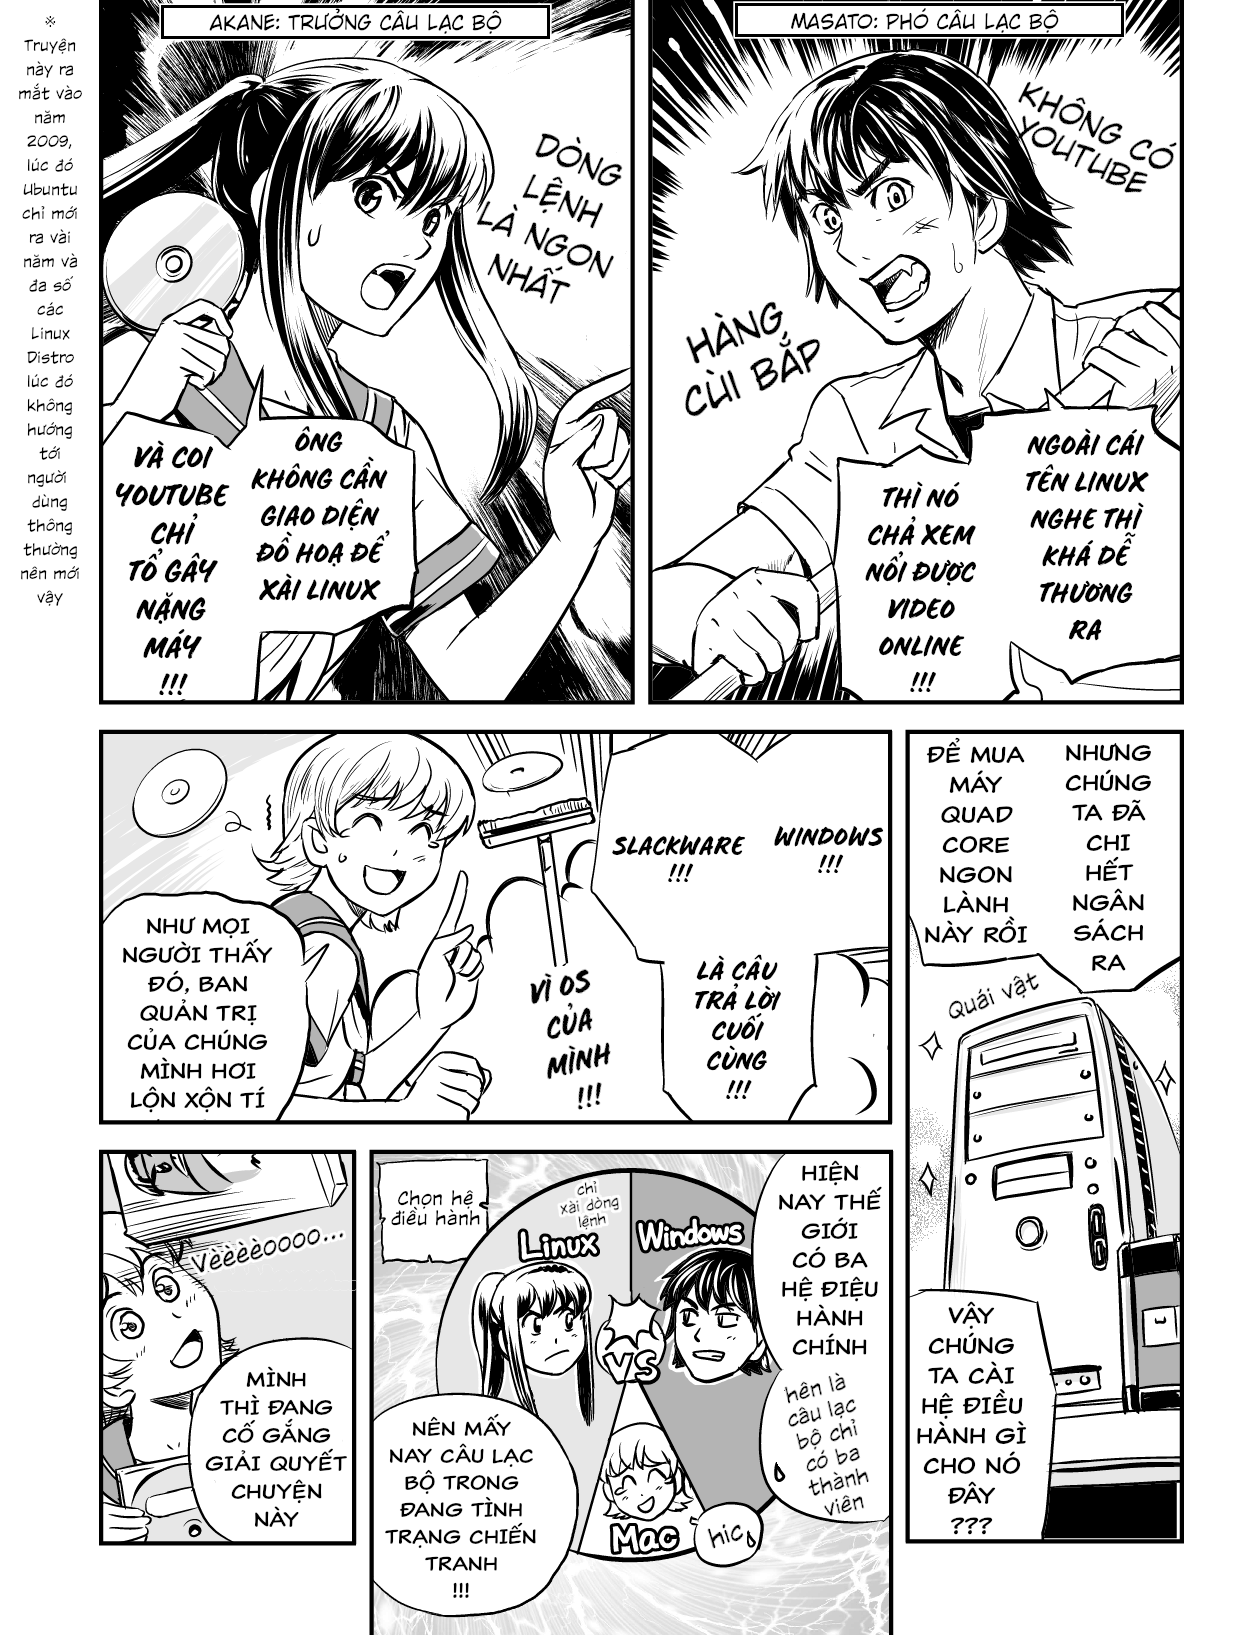 MASATO: PHÓ CÂU LẠC BỘ
KHÔNG CÓ
YOUTUBE
HÀNG
CÙI BẮP
NGOÀI CÁI
TÊN LINUX
NGHE THÌ
KHÁ DỄ
THƯƠNG
RA
THÌ NÓ
CHẢ XEM
NỔI ĐƯỢC
VIDEO
ONLINE
!!!
AKANE: TRƯỞNG CÂU LẠC BỘ
DÒNG
LỆNH
LÀ NGON
NHẤT
ÔNG
KHÔNG CẦN
GIAO DIỆN
ĐỒ HOẠ ĐỂ
XÀI LINUX
VÀ COI
YOUTUBE
CHỈ
TỔ GÂY
NẶNG
MÁY
!!!
※
Truyện
này ra
mắt vào
năm
2009,
lúc đó
Ubuntu
chỉ mới
ra vài
năm và
đa số
các
Linux
Distro
lúc đó
không
hướng
tới
người
dùng
thông
thường
nên mới
vậy
NHƯNG
CHÚNG
TA ĐÃ
CHI
HẾT
NGÂN
SÁCH
RA
ĐỂ MUA
MÁY
QUAD
CORE
NGON
LÀNH
NÀY RỒI
Quái vật
VẬY
CHÚNG
TA CÀI
HỆ ĐIỀU
HÀNH GÌ
CHO NÓ
ĐÂY
???
WINDOWS
!!!
SLACKWARE
!!!
LÀ CÂU
TRẢ LỜI
CUỐI
CÙNG
!!!
VÌ OS
CỦA
MÌNH
!!!
NHƯ MỌI
NGƯỜI THẤY
ĐÓ, BAN
QUẢN TRỊ
CỦA CHÚNG
MÌNH HƠI
LỘN XỘN TÍ
HIỆN
NAY THẾ
GIỚI
CÓ BA
HỆ ĐIỆU
HÀNH
CHÍNH
hên là
câu lạc
bộ chỉ
có ba
thành
viên
Chọn hệ
điều hành
chỉ
xài dòng
lệnh
Linux
Windows
VS
Mac
hic
NÊN MẤY
NAY CÂU LẠC
BỘ TRONG
ĐANG TÌNH
TRẠNG CHIẾN
TRANH
!!!
Vèèèèoooo...
MÌNH
THÌ ĐANG
CỐ GẮNG
GIẢI QUYẾT
CHUYỆN
NÀY